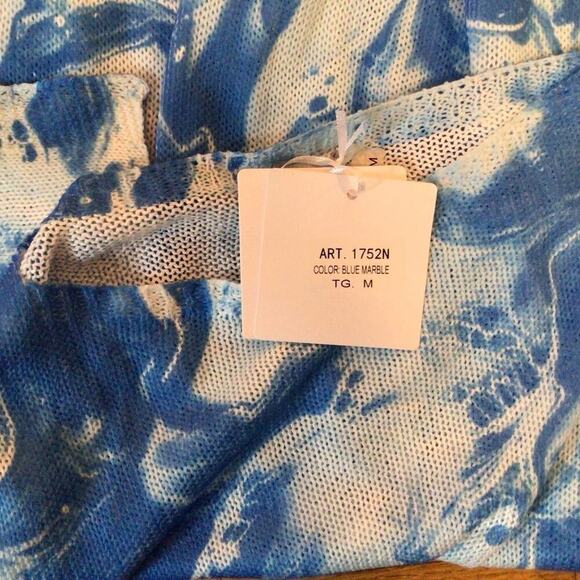 M
ART. 1752N
COLOR: BLUE MARBLE
TG. M